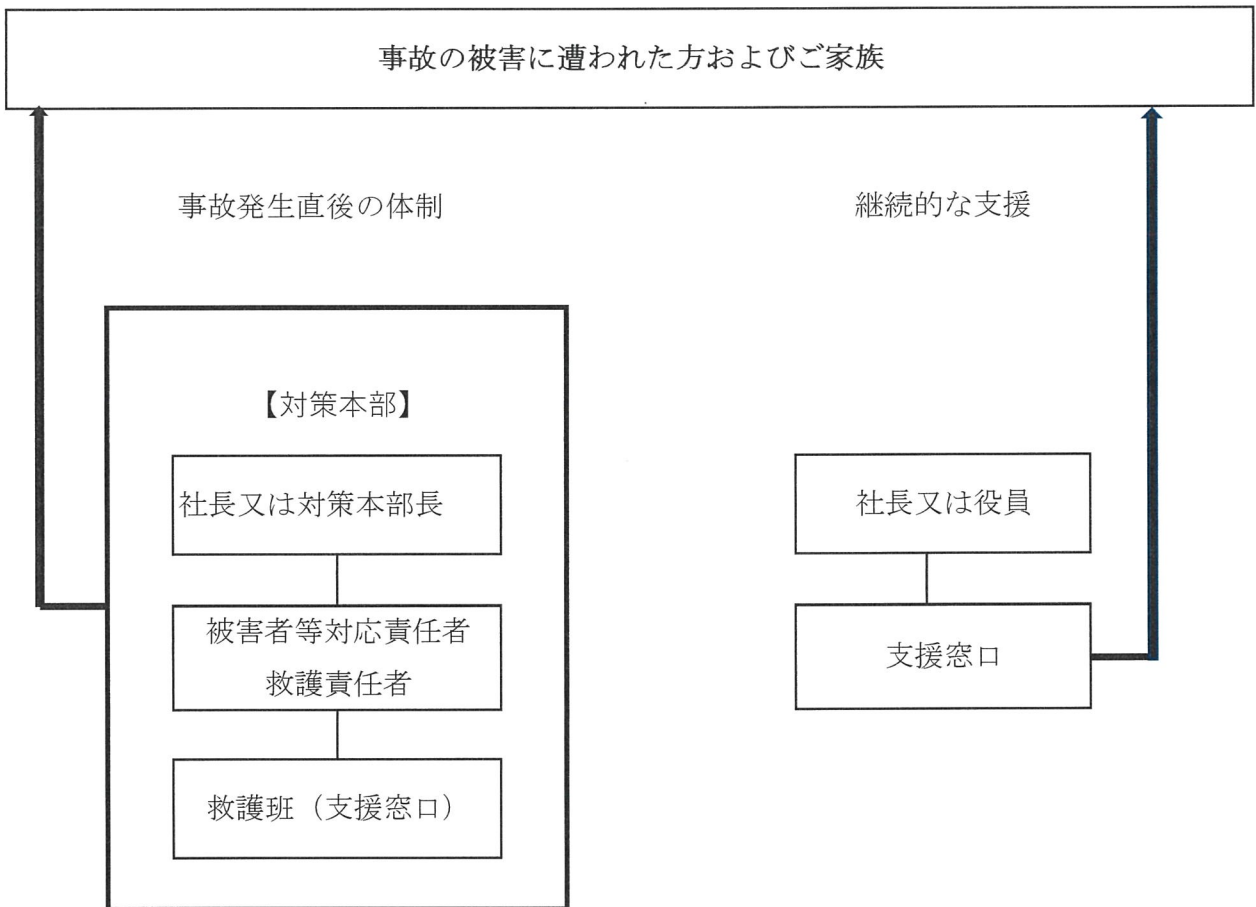 事故の被害に遭われた方およびご家族
事故発生直後の体制
継続的な支援
【対策本部】
社長又は対策本部長
被害者等対応責任者
救護責任者
救護班（支援窓口）
社長又は役員
支援窓口